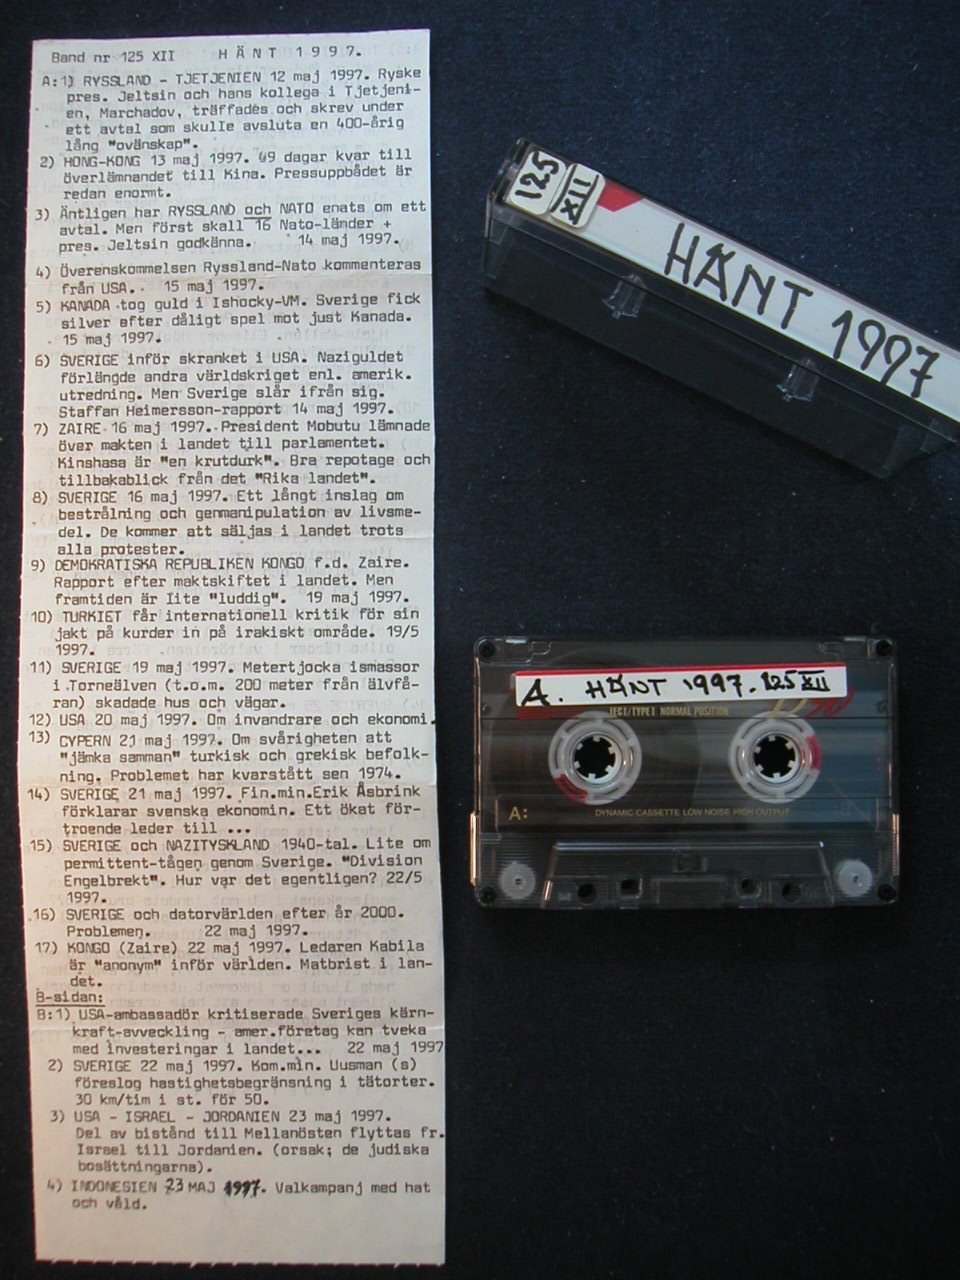 Band nr 125 XII H Ä N T 1 9 9 7.
A:1) RYSSLAND - TJETJENIEN 12 maj 1997. Ryske
pres. Jeltsin och hans kollega i Tjetjeni-
en, Marchadov, träffades och skrev under
ett avtal som skulle avsluta en 400-årig
lång "ovänskap".
2) HONG-KONG 13 maj 1997. 49 dagar kvar till
överlämnandet till Kina. Pressuppbådet är
redan enormt.
3) Äntligen har RYSSLAND och NATO enats om ett
avtal. Men först skall 16 Nato-länder +
pres. Jeltsin godkänna. 14 maj 1997.
4) Överenskommelsen Ryssland-Nato kommenteras
från USA. 15 maj 1997.
5) KANADA tog guld i Ishocky-VM. Sverige fick
silver efter dåligt spel mot just Kanada.
15 maj 1997.
6) SVERIGE inför skranket i USA. Naziguldet
förlängde andra världskriget enl. amerik.
utredning. Men Sverige slår ifrån sig.
Staffan Heimersson-rapport 14 maj 1997.
7) ZAIRE 16 maj 1997. President Mobutu lämnade
över makten i landet till parlamentet.
Kinshasa är "en krutdurk". Bra repotage och
tillbakablick från det "Rika landet".
8) SVERIGE 16 maj 1997. Ett långt inslag om
bestrålning och genmanipulation av livsme-
del. De kommer att säljas i landet trots
alla protester.
9) DEMOKRATISKA REPUBLIKEN KONGO f.d. Zaire.
Rapport efter maktskiftet i landet. Men
framtiden är lite "luddig". 19 maj 1997.
10) TURKIET får internationell kritik för sin
jakt på kurder in på irakiskt område. 19/5
1997.
11) SVERIGE 19 maj 1997. Metertjocka ismassor
i Torneälven (t.o.m. 200 meter från älvfå-
ran) skadade hus och vägar.
12) USA 20 maj 1997. Om invandrare och ekonomi.
13) CYPERN 21 maj 1997. Om svårigheten att
"jämka samman" turkisk och grekisk befolk-
ning. Problemet har kvarstått sen 1974.
14) SVERIGE 21 maj 1997. Fin.min.Erik Åsbrink
förklarar svenska ekonomin. Ett ökat för-
troende leder till ...
15) SVERIGE och NAZITYSKLAND 1940-tal. Lite om
permittent-tågen genom Sverige. "Division
Engelbrekt". Hur var det egentligen? 22/5
1997.
16) SVERIGE och datorvärlden efter år 2000.
Problemen. 22 maj 1997.
17) KONGO (Zaire) 22 maj 1997. Ledaren Kabila
är "anonym" inför världen. Matbrist i lan-
det.
B-sidan:
B:1) USA-ambassadör kritiserade Sveriges kärn-
kraft-avveckling - amer.företag kan tveka
med investeringar i landet... 22 maj 1997
2) SVERIGE 22 maj 1997. Kom.min. Uusman (s)
föreslog hastighetsbegränsning i tätorter.
30 km/tim i st. för 50.
3) USA - ISRAEL - JORDANIEN 23 maj 1997.
Del av bistånd till Mellanösten flyttas fr.
Israel till Jordanien. (orsak; de judiska
bosättningarna).
4) INDONESIEN 23 MAJ 1997. Valkampanj med hat
och våld.
125
XII
HÄNT 1997
A. HÄNT 1997. 125 XII
IEC I/TYPE I NORMAL POSITION
A: DYNAMIC CASSETTE LOW NOISE HIGH OUTPUT